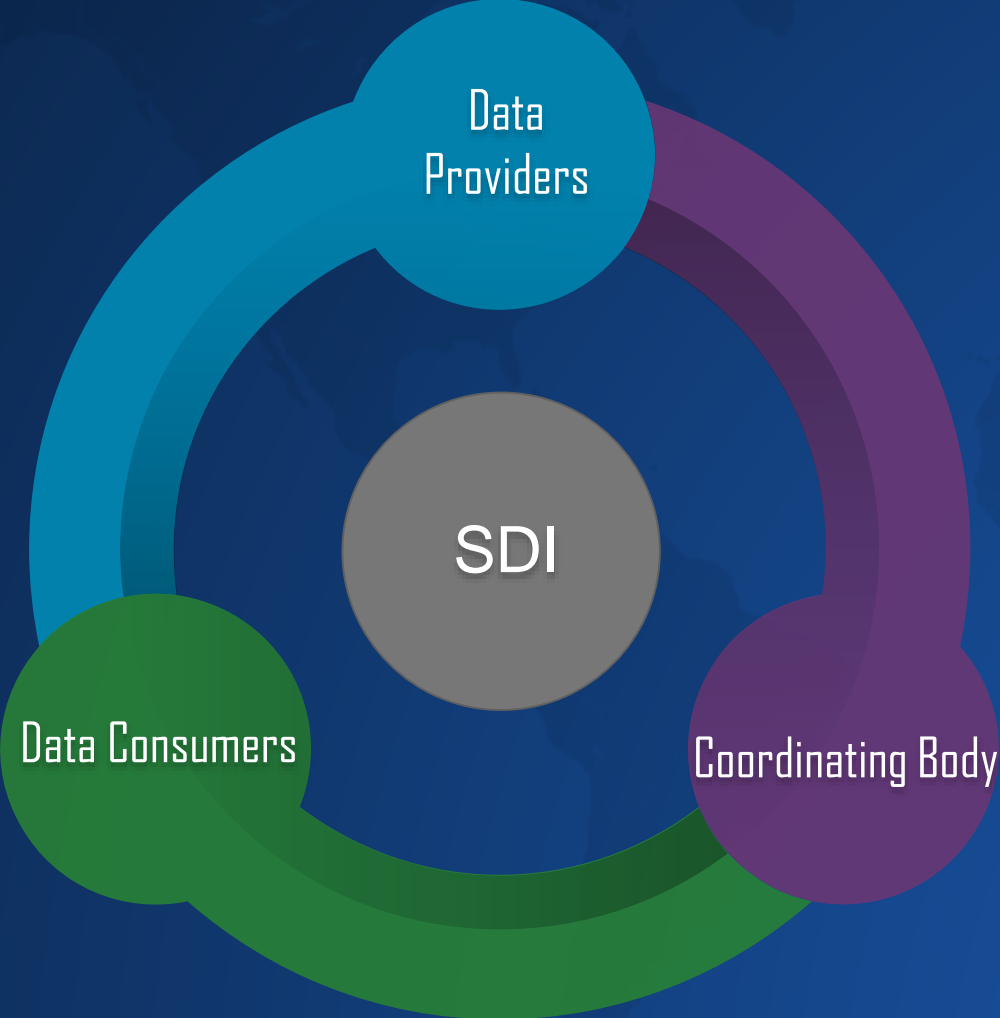 Data
Providers
SDI
Data Consumers
Coordinating Body